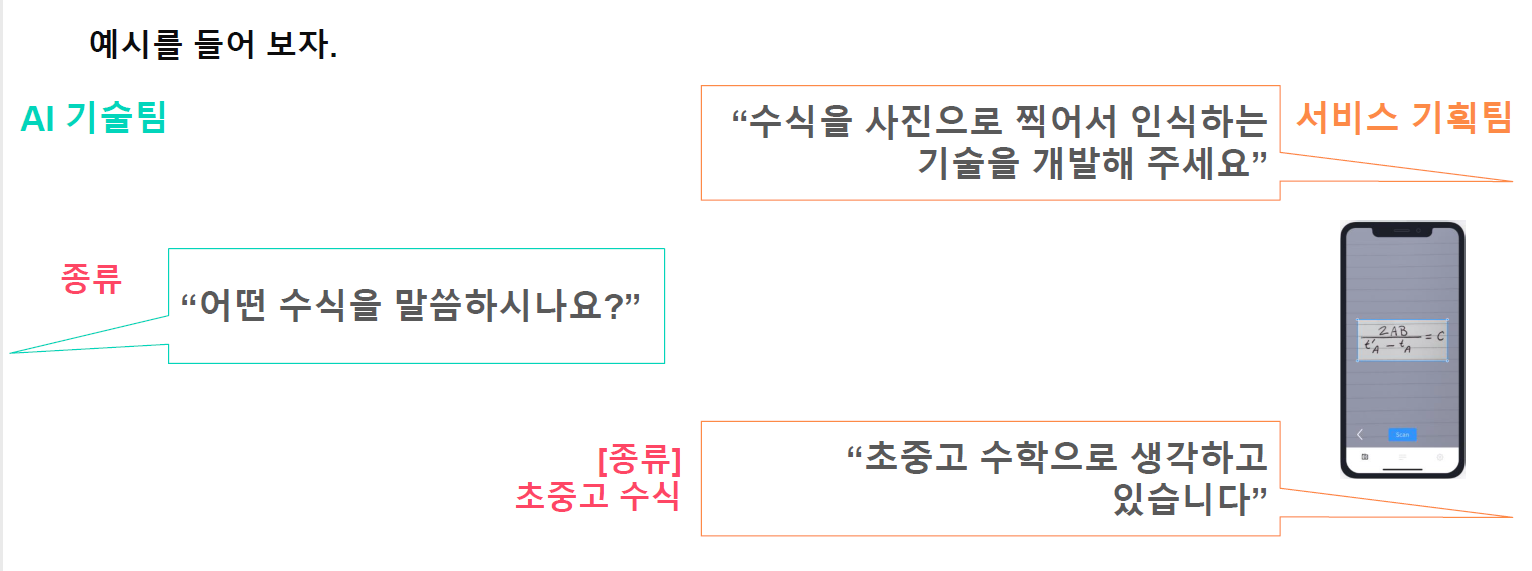 예시를 들어 보자.
AI 기술팀
서비스 기획팀
“수식을 사진으로 찍어서 인식하는
기술을 개발해 주세요”
종류
“어떤 수식을 말씀하시나요?”
2AB
t'A − tA
= C
Scan
[종류]
초중고 수식
“초중고 수학으로 생각하고
있습니다”